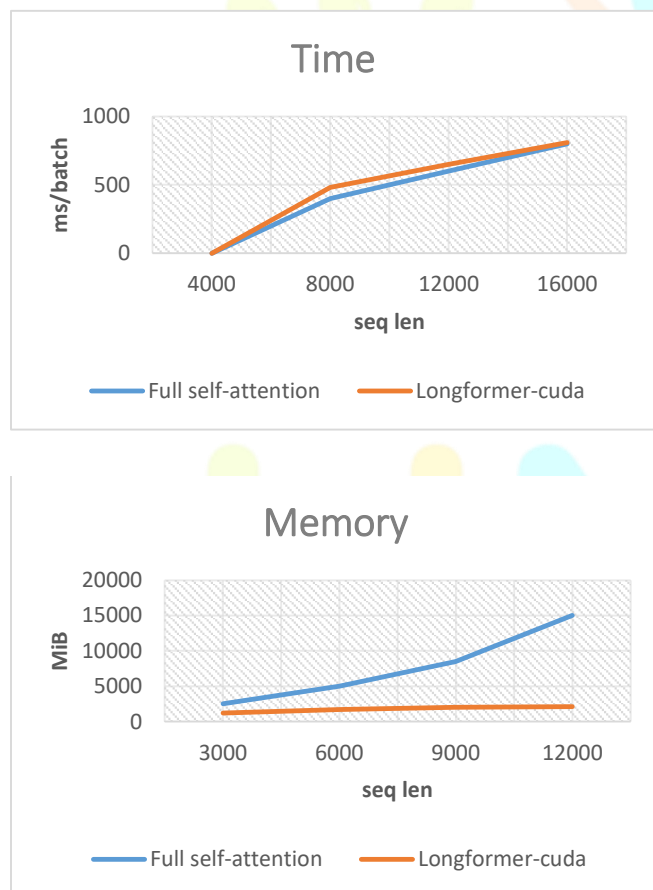 Time
1000
500
0
ms/batch
4000 8000 12000 16000
seq len
Full self-attention Longformer-cuda
Memory
20000
15000
10000
5000
0
MiB
3000 6000 9000 12000
seq len
Full self-attention Longformer-cuda